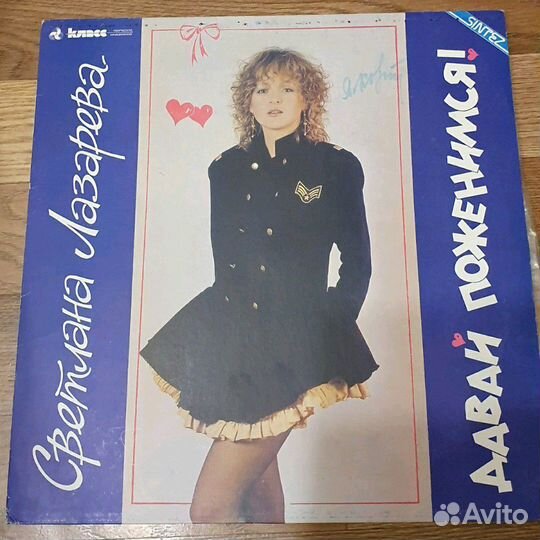 класс
SINTEZ
Светлана Лазарева
ДАВАЙ ПОЖЕНИМСЯ!
Avito